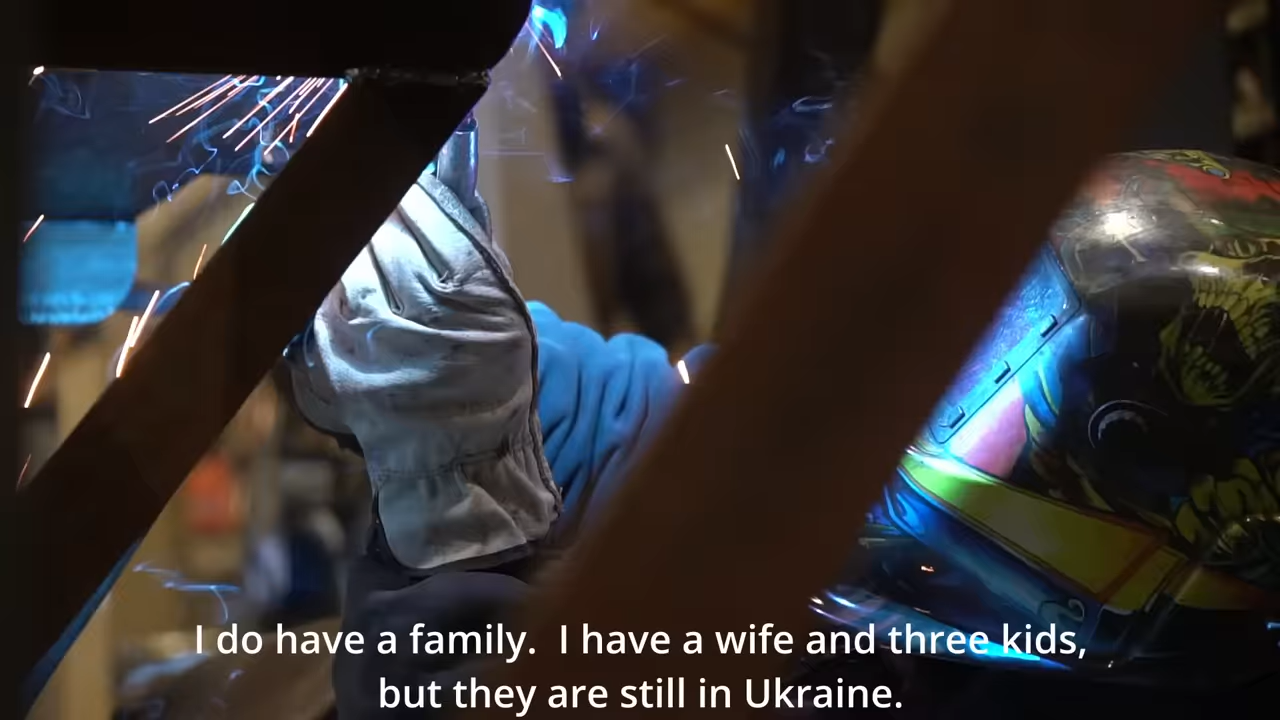 I do have a family.  I have a wife and three kids,
but they are still in Ukraine.